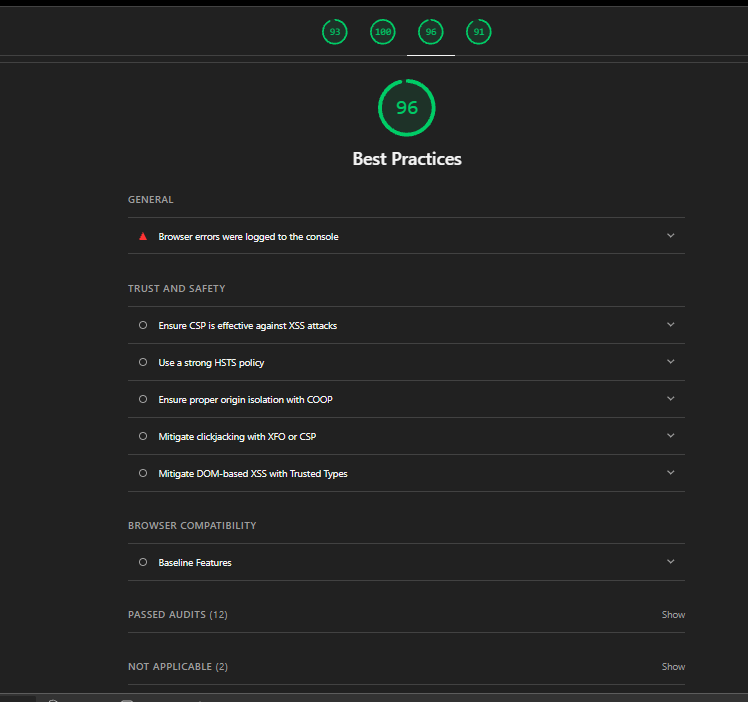 93 100 96 91
96
Best Practices
GENERAL
Browser errors were logged to the console
TRUST AND SAFETY
Ensure CSP is effective against XSS attacks
Use a strong HSTS policy
Ensure proper origin isolation with COOP
Mitigate clickjacking with XFO or CSP
Mitigate DOM-based XSS with Trusted Types
BROWSER COMPATIBILITY
Baseline Features
PASSED AUDITS (12) Show
NOT APPLICABLE (2) Show